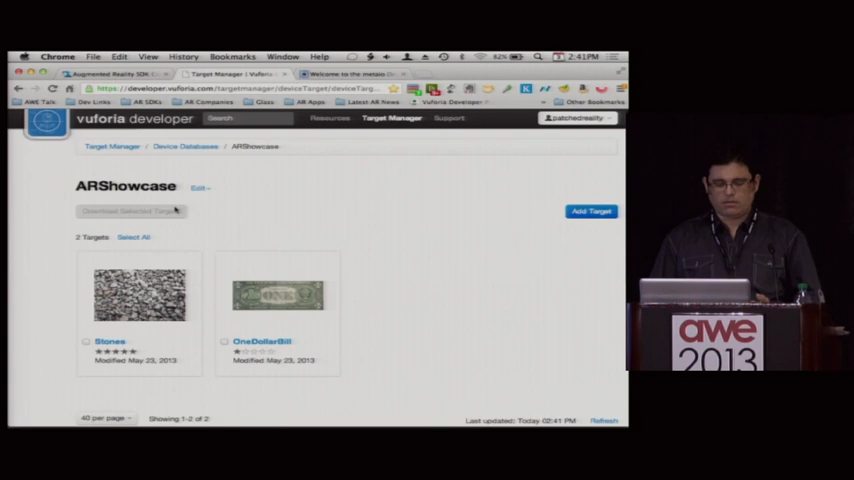 Chrome File Edit View History Bookmarks Window Help 82% 2:41PM
Augmented Reality SDK C Target Manager | Vuforia Welcome to the metaio De
https://developer.vuforia.com/targetmanager/deviceTarget/deviceTarg
AWE Talk Dev Links AR SDKs AR Companies Glass AR Apps Latest AR News Vuforia Developer Other Bookmarks
vuforia developer Search Resources Target Manager Support patchedreality
Target Manager / Device Databases / ARShowcase
ARShowcase Edit
Download Selected Targets Add Target
2 Targets Select All
ONE
Stones OneDollarBill
Modified May 23, 2013 Modified May 23, 2013
40 per page Showing 1-2 of 2 Last updated: Today 02:41 PM Refresh
awe
2013